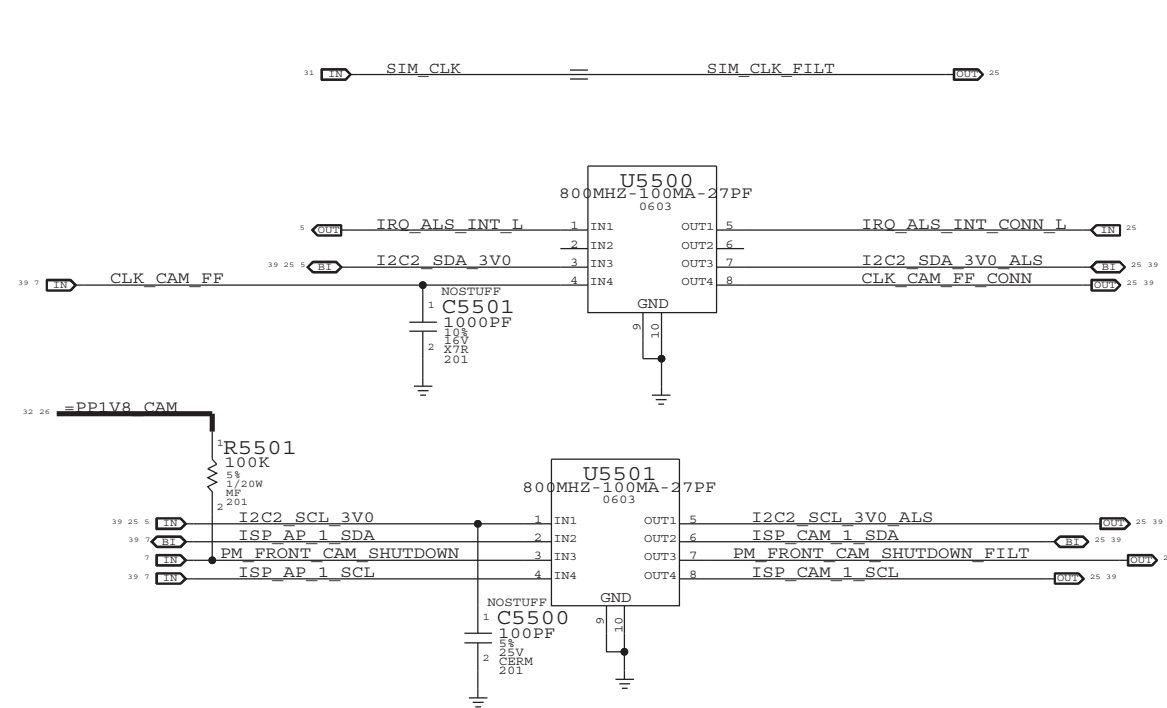 31 IN SIM_CLK SIM_CLK_FILT OUT 25
U5500
800MHZ-100MA-27PF
0603
5 OUT IRQ_ALS_INT_L 1 IN1 OUT1 5 IRQ_ALS_INT_CONN_L IN 25
2 IN2 OUT2 6
39 25 5 BI I2C2_SDA_3V0 3 IN3 OUT3 7 I2C2_SDA_3V0_ALS BI 25 39
39 7 IN CLK_CAM_FF 4 IN4 OUT4 8 CLK_CAM_FF_CONN OUT 25 39
NOSTUFF
GND
1 C5501
1000PF
10%
16V
2 X7R
201
9 10
32 26 =PP1V8_CAM
1 R5501
100K
5%
1/20W
MF
2 201
U5501
800MHZ-100MA-27PF
0603
39 25 5 IN I2C2_SCL_3V0 1 IN1 OUT1 5 I2C2_SCL_3V0_ALS OUT 25 39
39 7 BI ISP_AP_1_SDA 2 IN2 OUT2 6 ISP_CAM_1_SDA BI 25 39
7 IN PM_FRONT_CAM_SHUTDOWN 3 IN3 OUT3 7 PM_FRONT_CAM_SHUTDOWN_FILT OUT 2
39 7 IN ISP_AP_1_SCL 4 IN4 OUT4 8 ISP_CAM_1_SCL OUT 25 39
NOSTUFF
GND
1 C5500
100PF
5%
25V
2 CERM
201
9 10